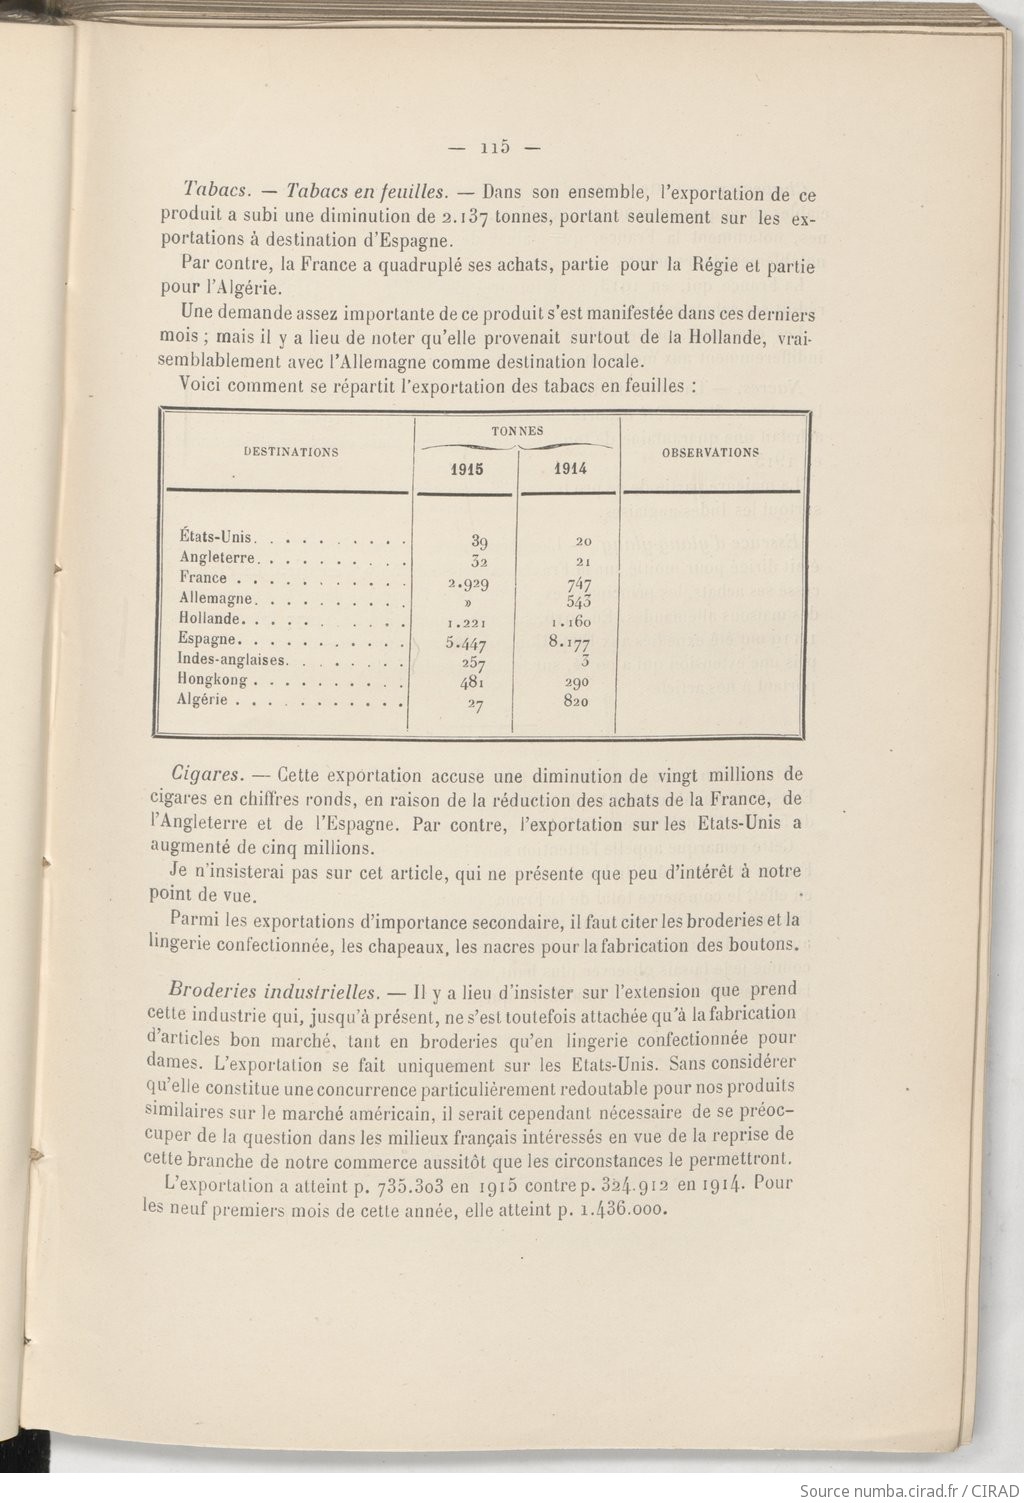 — 115 —
Tabacs. — Tabacs en feuilles. — Dans son ensemble, l'exportation de ce
produit a subi une diminution de 2.137 tonnes, portant seulement sur les ex-
portations à destination d'Espagne.
Par contre, la France a quadruplé ses achats, partie pour la Régie et partie
pour l'Algérie.
Une demande assez importante de ce produit s'est manifestée dans ces derniers
mois ; mais il y a lieu de noter qu'elle provenait surtout de la Hollande, vrai-
semblablement avec l'Allemagne comme destination locale.
Voici comment se répartit l'exportation des tabacs en feuilles :
DESTINATIONS TONNES OBSERVATIONS
1915 1914
États-Unis. . . . . . . . . . 39 20
Angleterre. . . . . . . . . . 32 21
France . . . . . . . . . . . 2.929 747
Allemagne. . . . . . . . . . » 543
Hollande. . . . . . . . . . . 1.221 1.160
Espagne. . . . . . . . . . . 5.447 8.177
Indes-anglaises. . . . . . . . 257 3
Hongkong . . . . . . . . . . 481 290
Algérie . . . . . . . . . . . 27 820
Cigares. — Cette exportation accuse une diminution de vingt millions de
cigares en chiffres ronds, en raison de la réduction des achats de la France, de
l'Angleterre et de l'Espagne. Par contre, l'exportation sur les Etats-Unis a
augmenté de cinq millions.
Je n'insisterai pas sur cet article, qui ne présente que peu d'intérêt à notre
point de vue.
Parmi les exportations d'importance secondaire, il faut citer les broderies et la
lingerie confectionnée, les chapeaux, les nacres pour la fabrication des boutons.
Broderies industrielles. — Il y a lieu d'insister sur l'extension que prend
cette industrie qui, jusqu'à présent, ne s'est toutefois attachée qu'à la fabrication
d'articles bon marché, tant en broderies qu'en lingerie confectionnée pour
dames. L'exportation se fait uniquement sur les Etats-Unis. Sans considérer
qu'elle constitue une concurrence particulièrement redoutable pour nos produits
similaires sur le marché américain, il serait cependant nécessaire de se préoc-
cuper de la question dans les milieux français intéressés en vue de la reprise de
cette branche de notre commerce aussitôt que les circonstances le permettront.
L'exportation a atteint p. 735.303 en 1915 contre p. 324.912 en 1914. Pour
les neuf premiers mois de cette année, elle atteint p. 1.436.000.
Source numba.cirad.fr / CIRAD